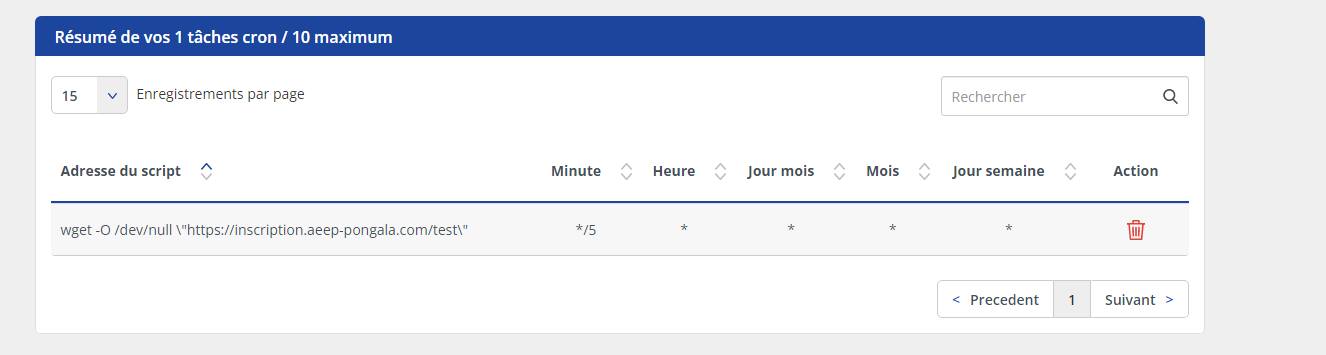 Résumé de vos 1 tâches cron / 10 maximum
15 Enregistrements par page Rechercher
Adresse du script Minute Heure Jour mois Mois Jour semaine Action
wget -O /dev/null \"https://inscription.aeep-pongala.com/test\" */5 * * * *
< Precedent 1 Suivant >